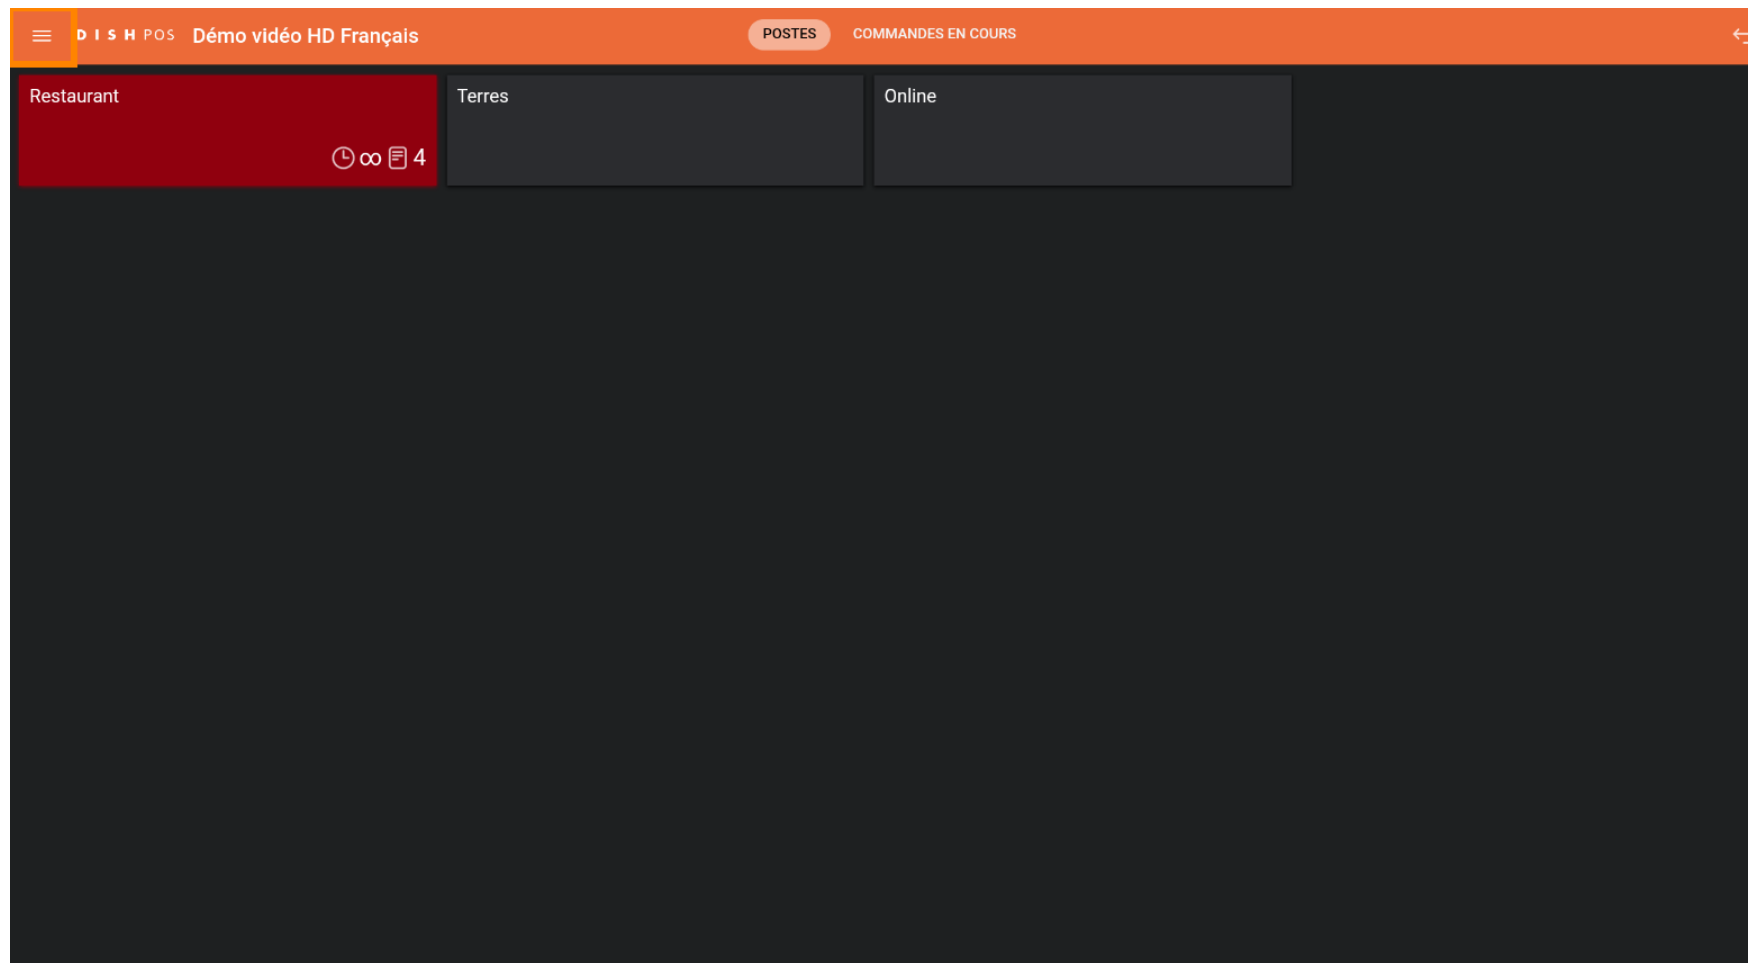 DISH POS Démo vidéo HD Français POSTES COMMANDES EN COURS
Restaurant Terres Online
∞ 4